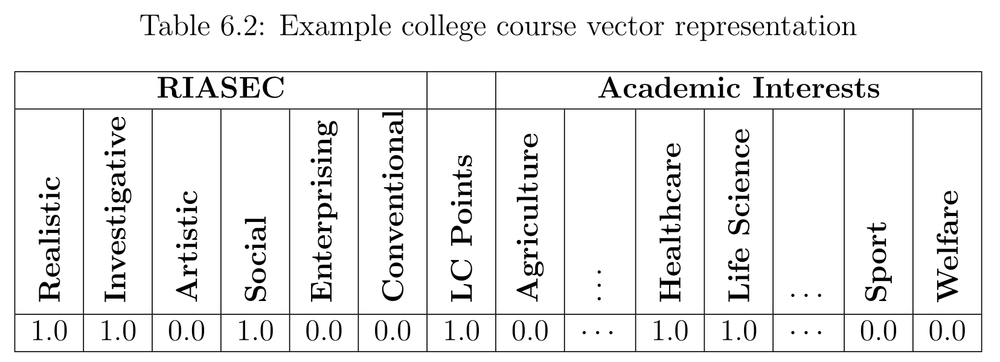 Table 6.2: Example college course vector representation
RIASEC Academic Interests
Realistic Investigative Artistic Social Enterprising Conventional LC Points Agriculture ⋮ Healthcare Life Science ⋯ Sport Welfare
1.0 1.0 0.0 1.0 0.0 0.0 1.0 0.0 ⋯ 1.0 1.0 ⋯ 0.0 0.0